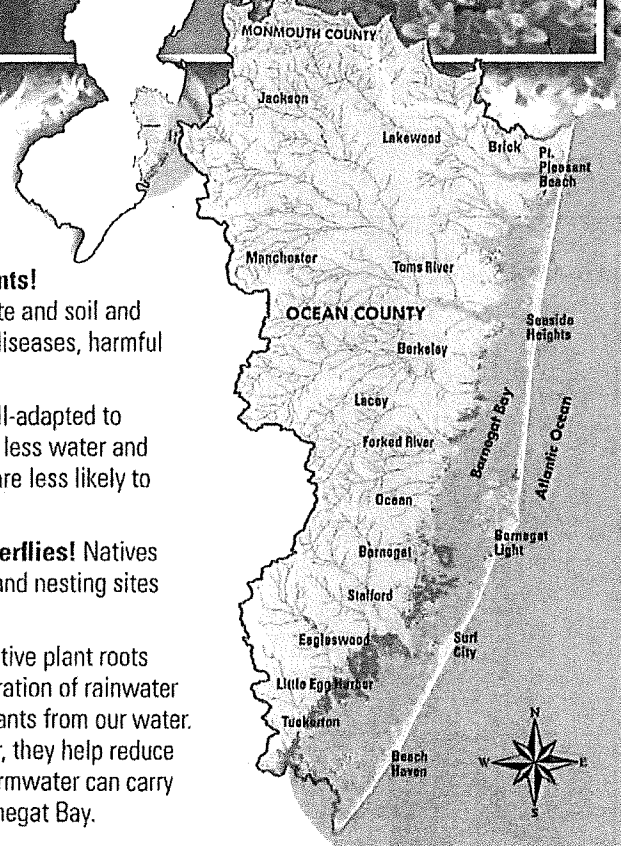 MONMOUTH COUNTY
Jackson
Lakewood
Brick
Pt.
Pleasant
Beach
Manchester
Toms River
OCEAN COUNTY
Seaside
Heights
Berkeley
Lacey
Barnegat Bay
Atlantic Ocean
Forked River
Ocean
Barnegat
Light
Barnegat
Stafford
Eagleswood
Surf
City
Little Egg Harbor
Tuckerton
Beach
Haven
N
W
E
S
nts!
te and soil and
diseases, harmful
ll-adapted to
less water and
are less likely to
erflies! Natives
and nesting sites
tive plant roots
ration of rainwater
ants from our water.
r, they help reduce
rmwater can carry
negat Bay.